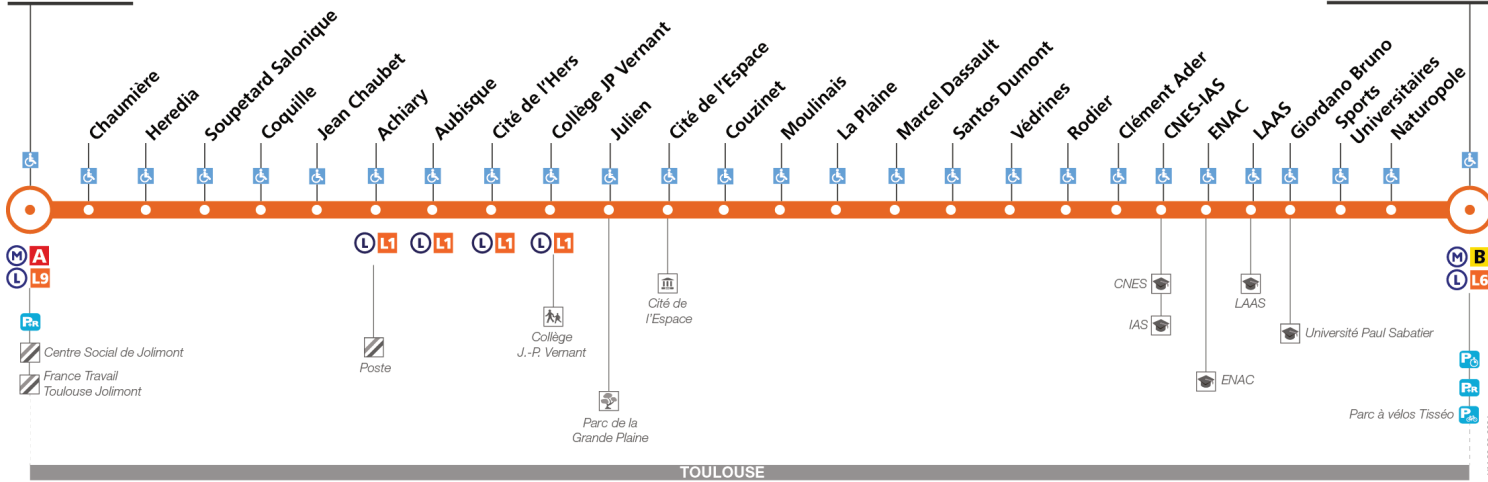 Chaumière
Heredia
Soupetard Salonique
Coquille
Jean Chaubet
Achiary
Aubisque
Cité de l'Hers
Collège JP Vernant
Julien
Cité de l'Espace
Couzinet
Moulinais
La Plaine
Marcel Dassault
Santos Dumont
Védrines
Rodier
Clément Ader
CNES-IAS
ENAC
LAAS
Giordano Bruno
Sports
Universitaires
Naturopole
M A
L L9
P+R
Centre Social de Jolimont
France Travail
Toulouse Jolimont
L L1
L L1
L L1
L L1
Poste
Collège
J.-P. Vernant
Parc de la
Grande Plaine
Cité de
l'Espace
CNES
IAS
ENAC
LAAS
Université Paul Sabatier
M B
L L6
P
P+R
Parc à vélos Tisséo
P
TOULOUSE